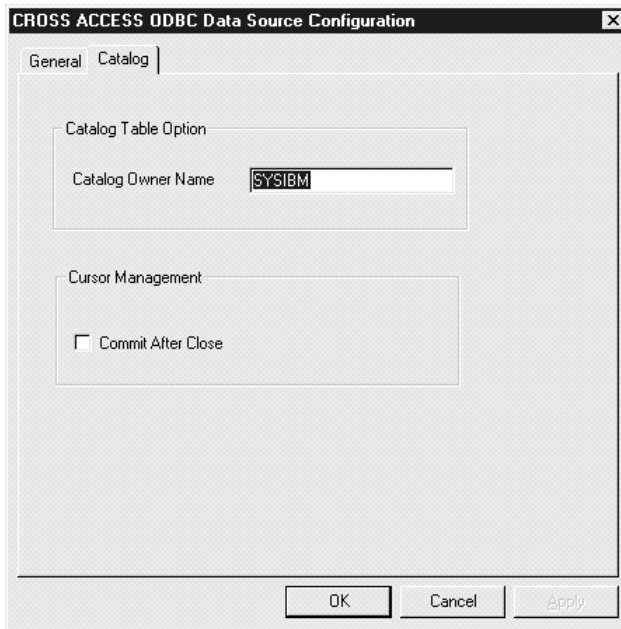 CROSS ACCESS ODBC Data Source Configuration
General Catalog
Catalog Table Option
Catalog Owner Name SYSIBM
Cursor Management
Commit After Close
OK Cancel Apply